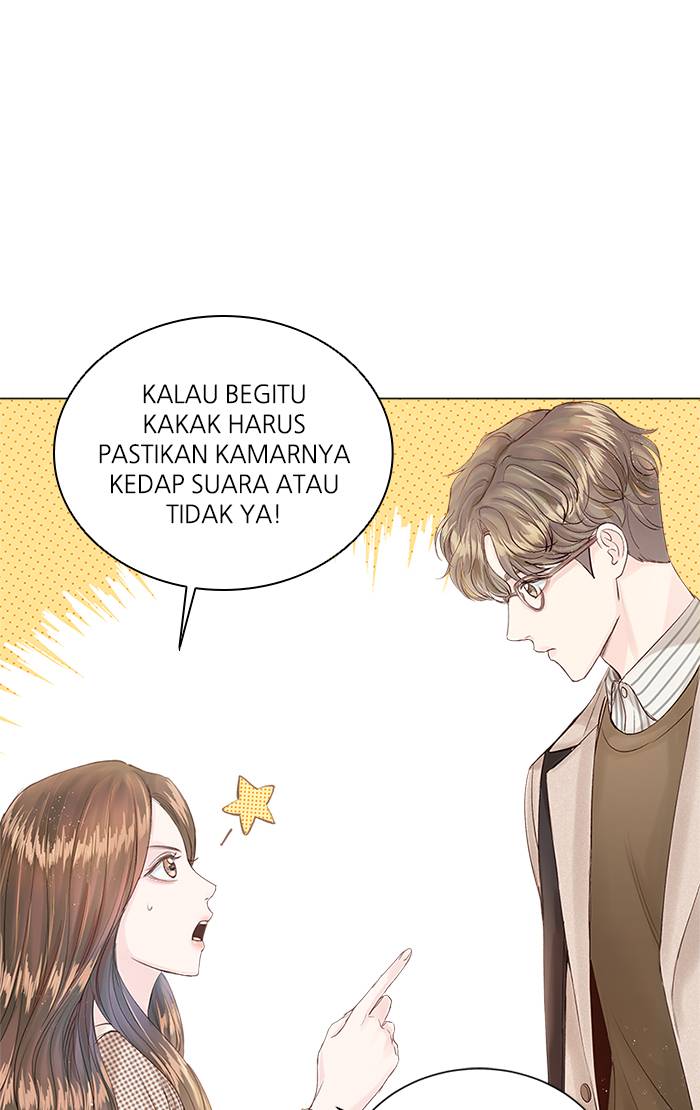 KALAU BEGITU
KAKAK HARUS
PASTIKAN KAMARNYA
KEDAP SUARA ATAU
TIDAK YA!